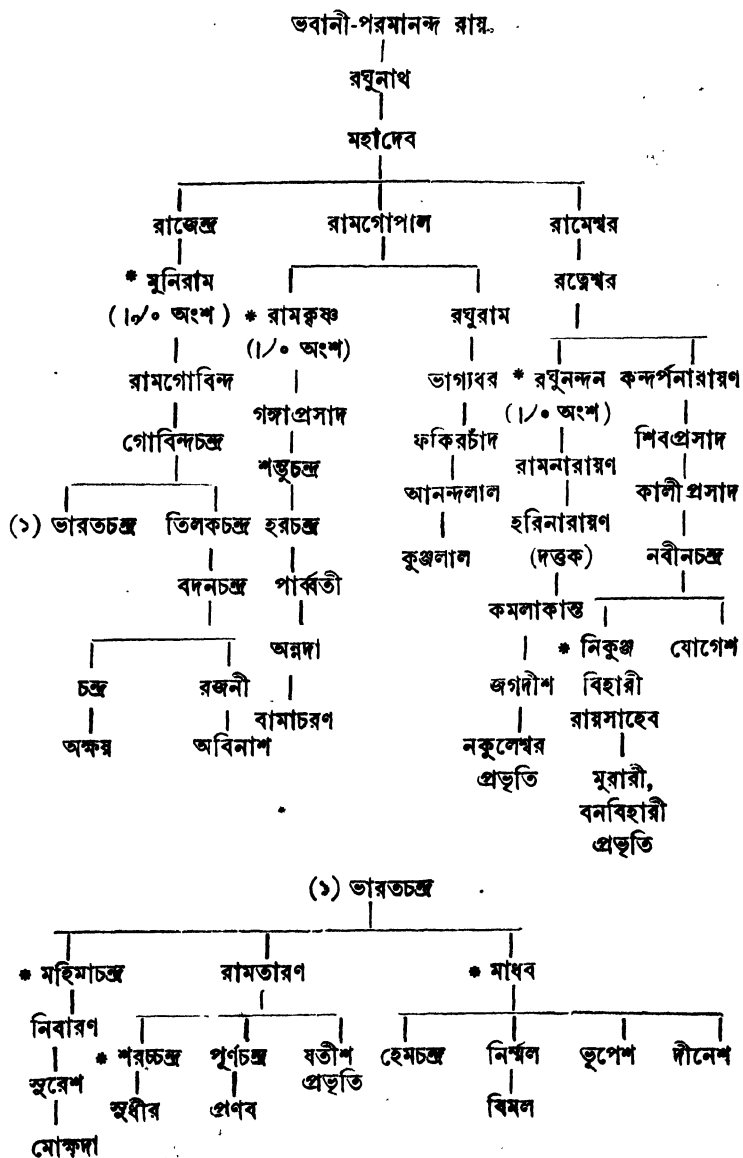 ভবানী-পরমানন্দ রায়
রঘুনাথ
মহাদেব
রাজেন্দ্র রামগোপাল রামেশ্বর
* মুনিরাম রত্নেশ্বর
(।৵৹ অংশ) * রামকৃষ্ণ রঘুরাম
(।৴৹ অংশ)
রামগোবিন্দ ভাগ্যধর * রঘুনন্দন কন্দর্পনারায়ণ
গঙ্গাপ্রসাদ (।৴৹ অংশ)
গোবিন্দচন্দ্র ফকিরচাঁদ শিবপ্রসাদ
শম্ভুচন্দ্র রামনারায়ণ
আনন্দলাল কালীপ্রসাদ
(১) ভারতচন্দ্র তিলকচন্দ্র হরচন্দ্র হরিনারায়ণ
কুঞ্জলাল (দত্তক) নবীনচন্দ্র
বদনচন্দ্র পার্ব্বতী
কমলাকান্ত
অন্নদা * নিকুঞ্জ যোগেশ
চন্দ্র রজনী জগদীশ বিহারী
বামাচরণ রায়সাহেব
অক্ষয় অবিনাশ নকুলেশ্বর
প্রভৃতি মুরারী,
বনবিহারী
প্রভৃতি
(১) ভারতচন্দ্র
* মহিমাচন্দ্র রামতারণ * মাধব
নিবারণ
* শরচ্চন্দ্র পূর্ণচন্দ্র যতীশ হেমচন্দ্র নির্ম্মল ভূপেশ দীনেশ
সুরেশ প্রভৃতি
সুধীর প্রণব বিমল
মোক্ষদা